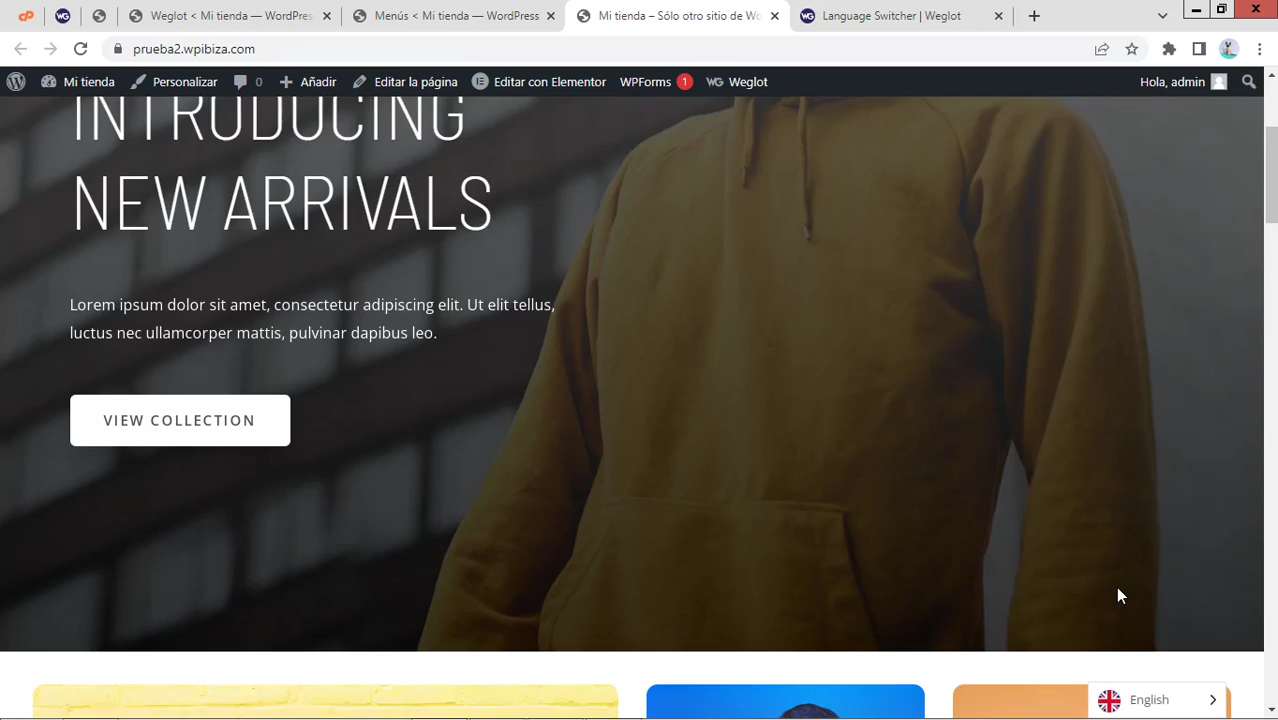 Weglot < Mi tienda — WordPress
Menús < Mi tienda — WordPress
Mi tienda – Sólo otro sitio de Wo
Language Switcher | Weglot
prueba2.wpibiza.com
Mi tienda
Personalizar
0
Añadir
Editar la página
Editar con Elementor
WPForms 1
WG Weglot
Hola, admin
INTRODUCING
NEW ARRIVALS
Lorem ipsum dolor sit amet, consectetur adipiscing elit. Ut elit tellus,
luctus nec ullamcorper mattis, pulvinar dapibus leo.
VIEW COLLECTION
English